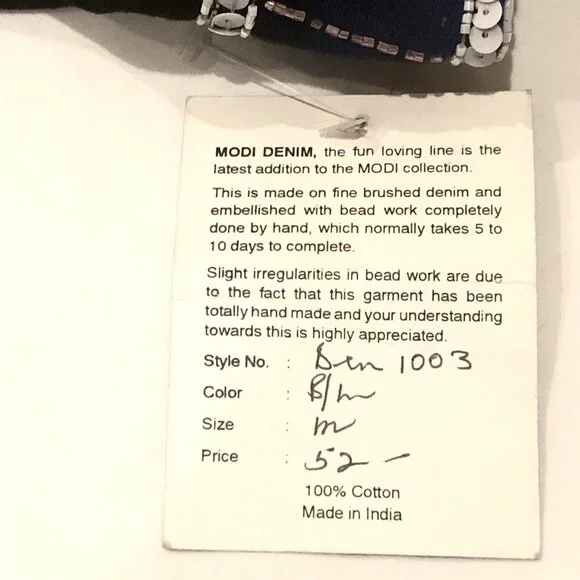 MODI DENIM, the fun loving line is the
latest addition to the MODI collection.
This is made on fine brushed denim and
embellished with bead work completely
done by hand, which normally takes 5 to
10 days to complete.
Slight irregularities in bead work are due
to the fact that this garment has been
totally hand made and your understanding
towards this is highly appreciated.
Style No. : Den 1003
Color :
Size : m
Price : 52 -
100% Cotton
Made in India